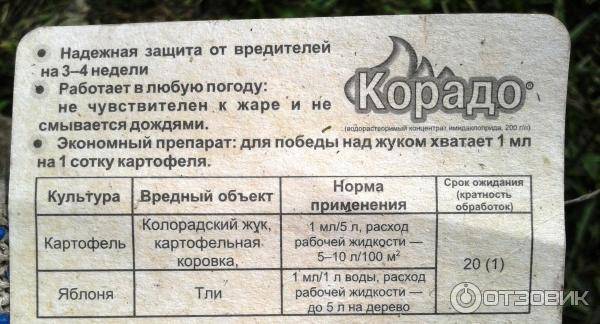 • Надежная защита от вредителей
на 3–4 недели
• Работает в любую погоду:
не чувствителен к жаре и не
смывается дождями.
Корадо®
(водорастворимый концентрат имидаклоприда, 200 г/л)
• Экономный препарат: для победы над жуком хватает 1 мл
на 1 сотку картофеля.
Культура
Вредный объект
Норма
применения
Срок ожидания
(кратность
обработок)
Картофель
Колорадский жук,
картофельная
коровка,
1 мл/5 л, расход
рабочей жидкости —
5–10 л/100 м²
20 (1)
Яблоня
Тли
1 мл/1 л воды, расход
рабочей жидкости —
до 5 л на дерево
ОТЗОВИК